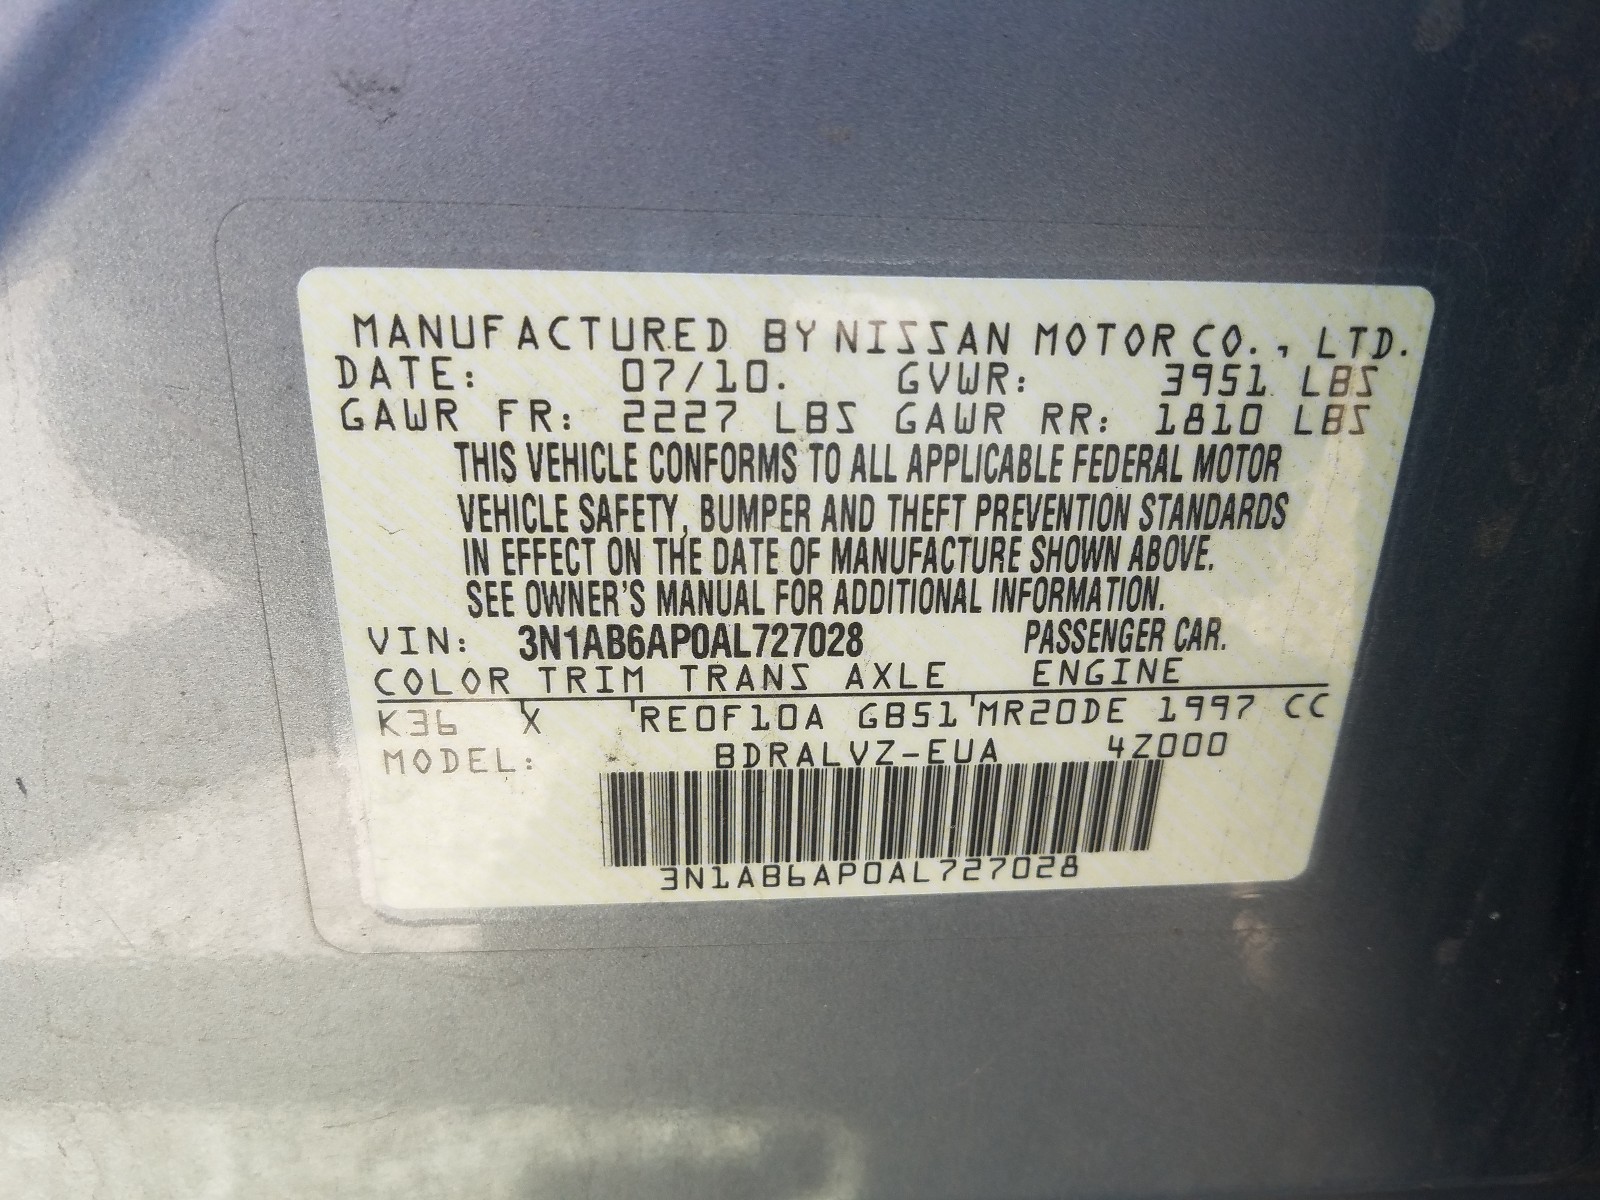 MANUFACTURED BY NISSAN MOTOR CO., LTD.
DATE: 07/10. GVWR: 3951 LBS
GAWR FR: 2227 LBS GAWR RR: 1810 LBS
THIS VEHICLE CONFORMS TO ALL APPLICABLE FEDERAL MOTOR
VEHICLE SAFETY, BUMPER AND THEFT PREVENTION STANDARDS
IN EFFECT ON THE DATE OF MANUFACTURE SHOWN ABOVE.
SEE OWNER'S MANUAL FOR ADDITIONAL INFORMATION.
VIN: 3N1AB6AP0AL727028 PASSENGER CAR.
COLOR TRIM TRANS AXLE ENGINE
K36 X RE0F10A GB51 MR20DE 1997 CC
MODEL: BDRALVZ-EUA 4Z000
3N1AB6AP0AL727028